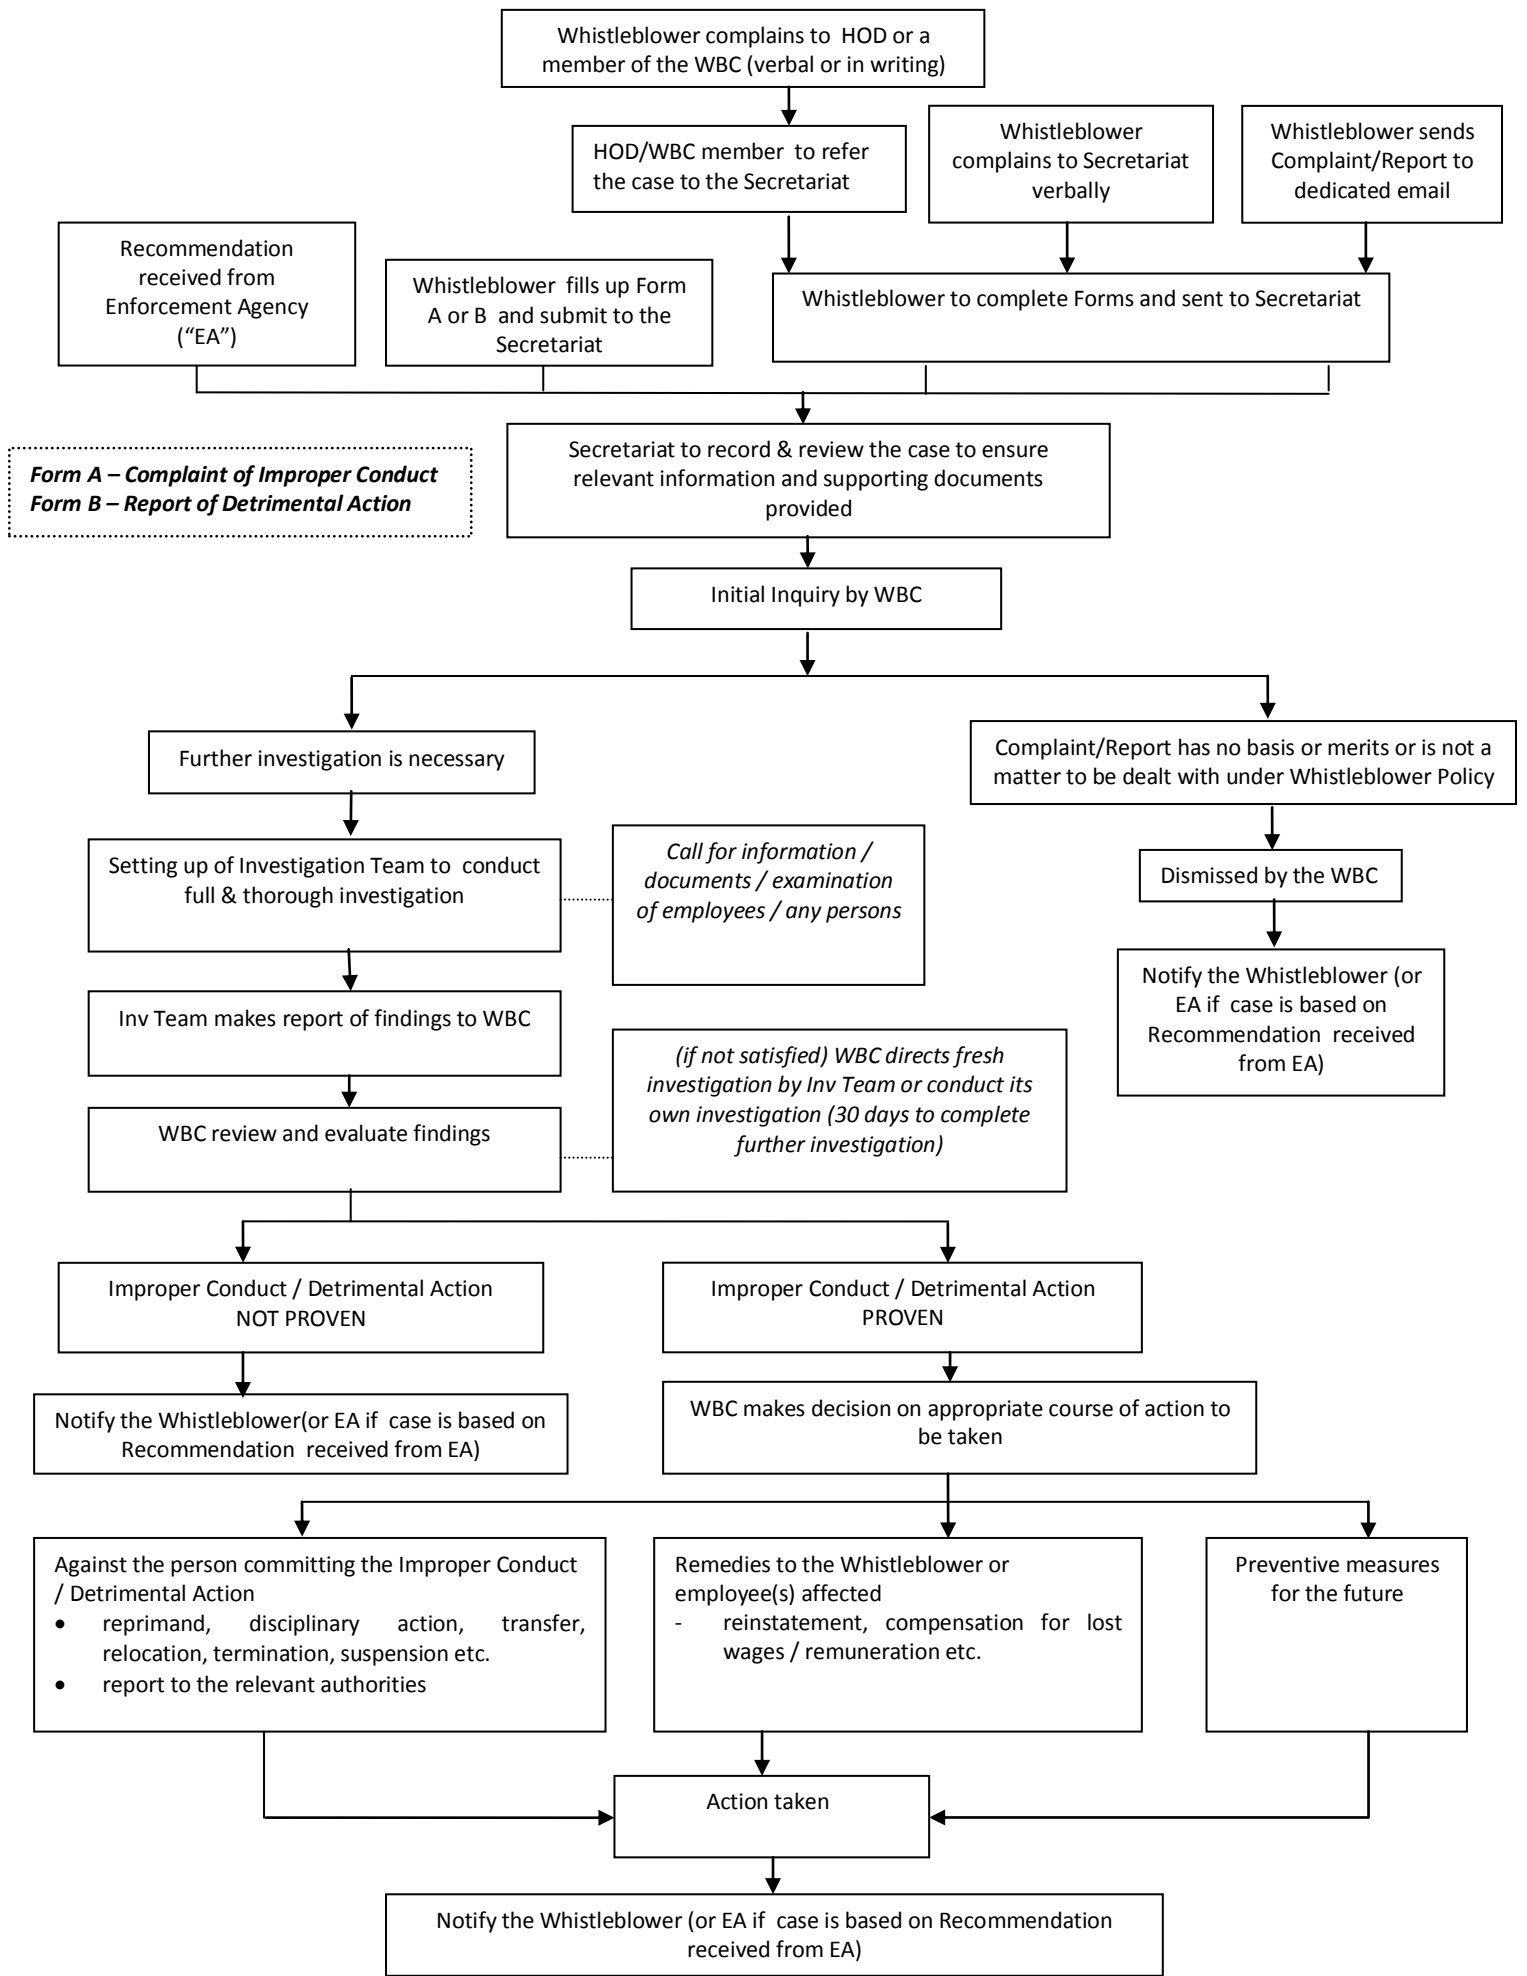 Whistleblower complains to HOD or a
member of the WBC (verbal or in writing)
HOD/WBC member to refer
the case to the Secretariat
Whistleblower
complains to Secretariat
verbally
Whistleblower sends
Complaint/Report to
dedicated email
Recommendation
received from
Enforcement Agency
(“EA”)
Whistleblower fills up Form
A or B and submit to the
Secretariat
Whistleblower to complete Forms and sent to Secretariat
Form A – Complaint of Improper Conduct
Form B – Report of Detrimental Action
Secretariat to record & review the case to ensure
relevant information and supporting documents
provided
Initial Inquiry by WBC
Further investigation is necessary
Complaint/Report has no basis or merits or is not a
matter to be dealt with under Whistleblower Policy
Setting up of Investigation Team to conduct
full & thorough investigation
Call for information /
documents / examination
of employees / any persons
Dismissed by the WBC
Notify the Whistleblower (or
EA if case is based on
Recommendation received
from EA)
Inv Team makes report of findings to WBC
(if not satisfied) WBC directs fresh
investigation by Inv Team or conduct its
own investigation (30 days to complete
further investigation)
WBC review and evaluate findings
Improper Conduct / Detrimental Action
NOT PROVEN
Improper Conduct / Detrimental Action
PROVEN
Notify the Whistleblower(or EA if case is based on
Recommendation received from EA)
WBC makes decision on appropriate course of action to
be taken
Against the person committing the Improper Conduct
/ Detrimental Action
• reprimand, disciplinary action, transfer,
relocation, termination, suspension etc.
• report to the relevant authorities
Remedies to the Whistleblower or
employee(s) affected
- reinstatement, compensation for lost
wages / remuneration etc.
Preventive measures
for the future
Action taken
Notify the Whistleblower (or EA if case is based on Recommendation
received from EA)